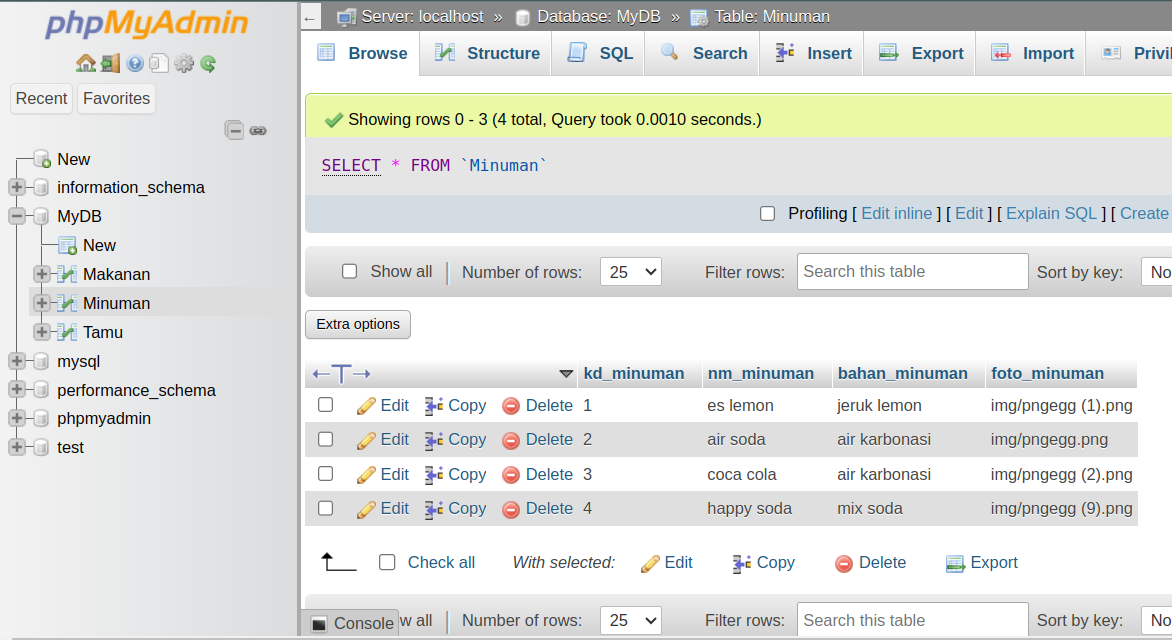 phpMyAdmin
Recent Favorites
New
information_schema
MyDB
New
Makanan
Minuman
Tamu
mysql
performance_schema
phpmyadmin
test
Server: localhost » Database: MyDB » Table: Minuman
Browse Structure SQL Search Insert Export Import Privi
Showing rows 0 - 3 (4 total, Query took 0.0010 seconds.)
SELECT * FROM `Minuman`
Profiling [ Edit inline ] [ Edit ] [ Explain SQL ] [ Create
Show all | Number of rows: 25 Filter rows: Search this table Sort by key: No
Extra options
kd_minuman nm_minuman bahan_minuman foto_minuman
Edit Copy Delete 1 es lemon jeruk lemon img/pngegg (1).png
Edit Copy Delete 2 air soda air karbonasi img/pngegg.png
Edit Copy Delete 3 coca cola air karbonasi img/pngegg (2).png
Edit Copy Delete 4 happy soda mix soda img/pngegg (9).png
Check all With selected: Edit Copy Delete Export
Console w all | Number of rows: 25 Filter rows: Search this table Sort by key: No